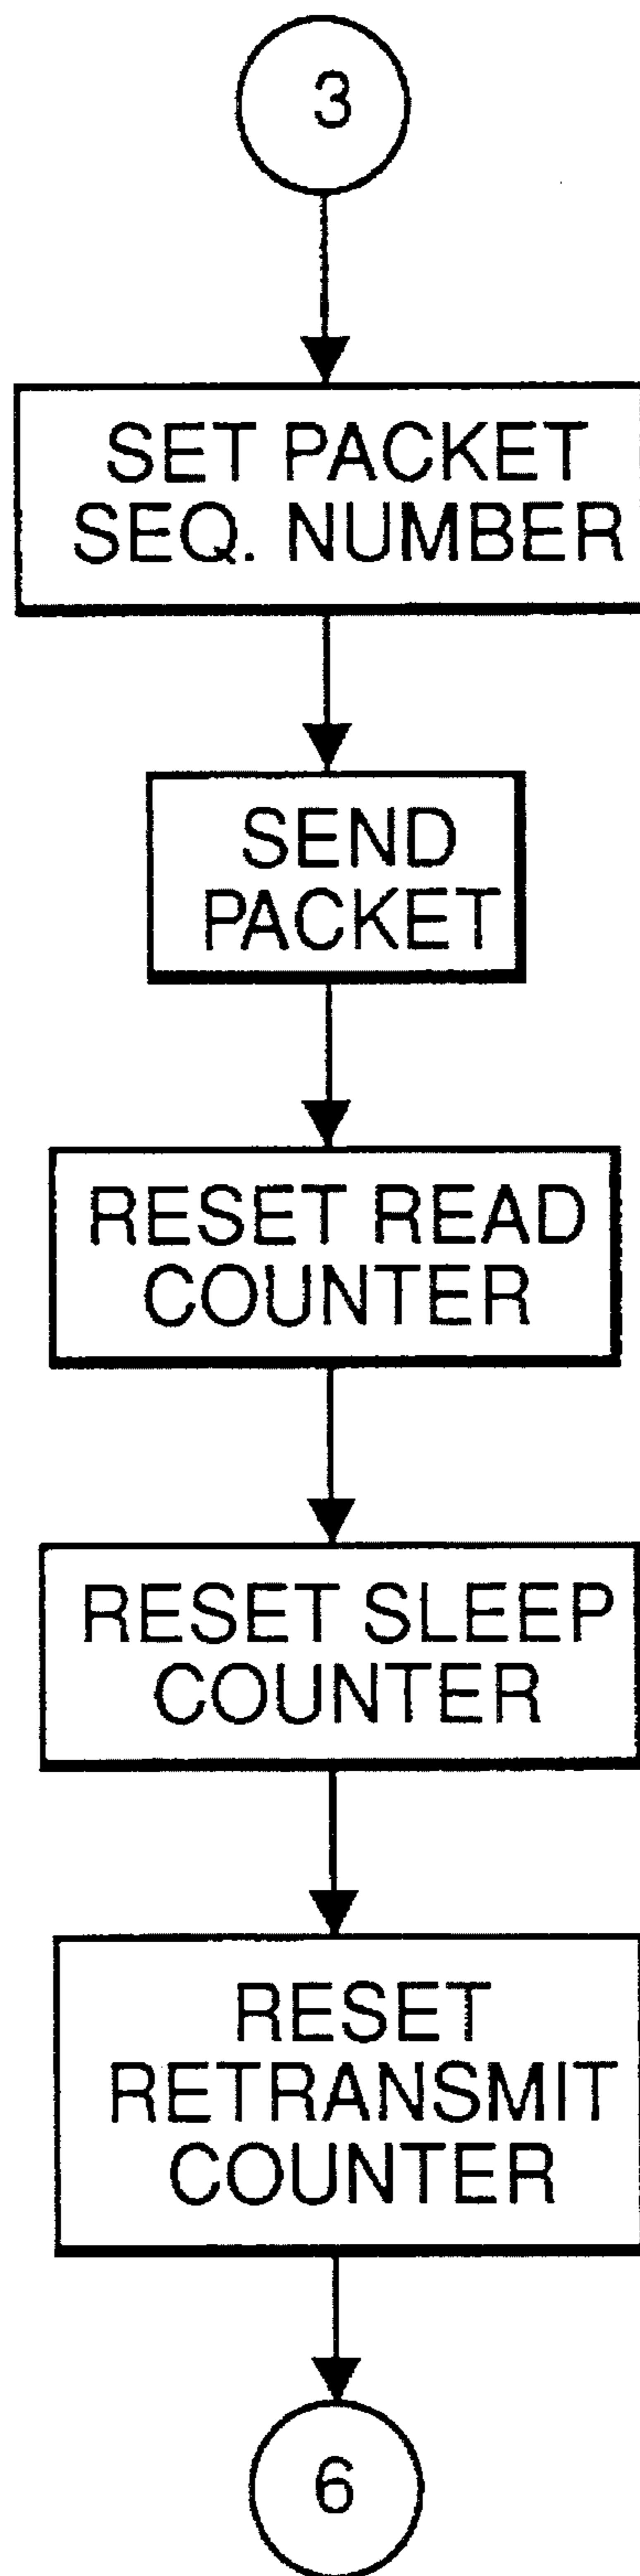 3
SET PACKET
SEQ. NUMBER
SEND
PACKET
RESET READ
COUNTER
RESET SLEEP
COUNTER
RESET
RETRANSMIT
COUNTER
6